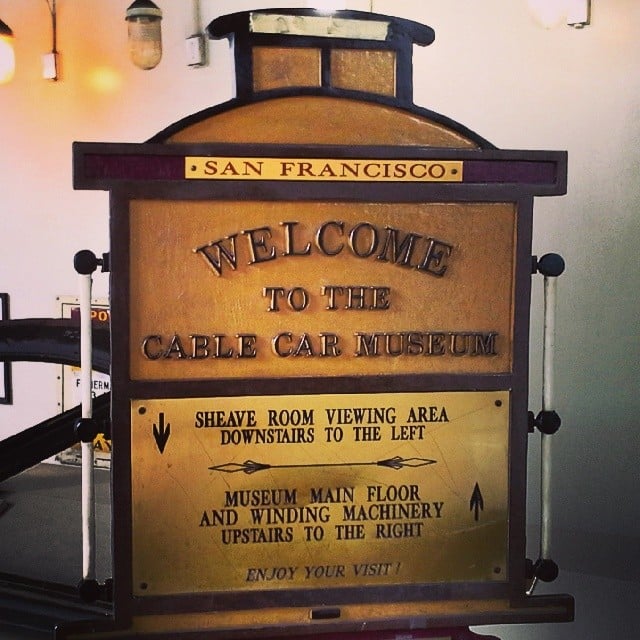 · SAN FRANCISCO ·
WELCOME
TO THE
CABLE CAR MUSEUM
SHEAVE ROOM VIEWING AREA
DOWNSTAIRS TO THE LEFT
MUSEUM MAIN FLOOR
AND WINDING MACHINERY
UPSTAIRS TO THE RIGHT
ENJOY YOUR VISIT!